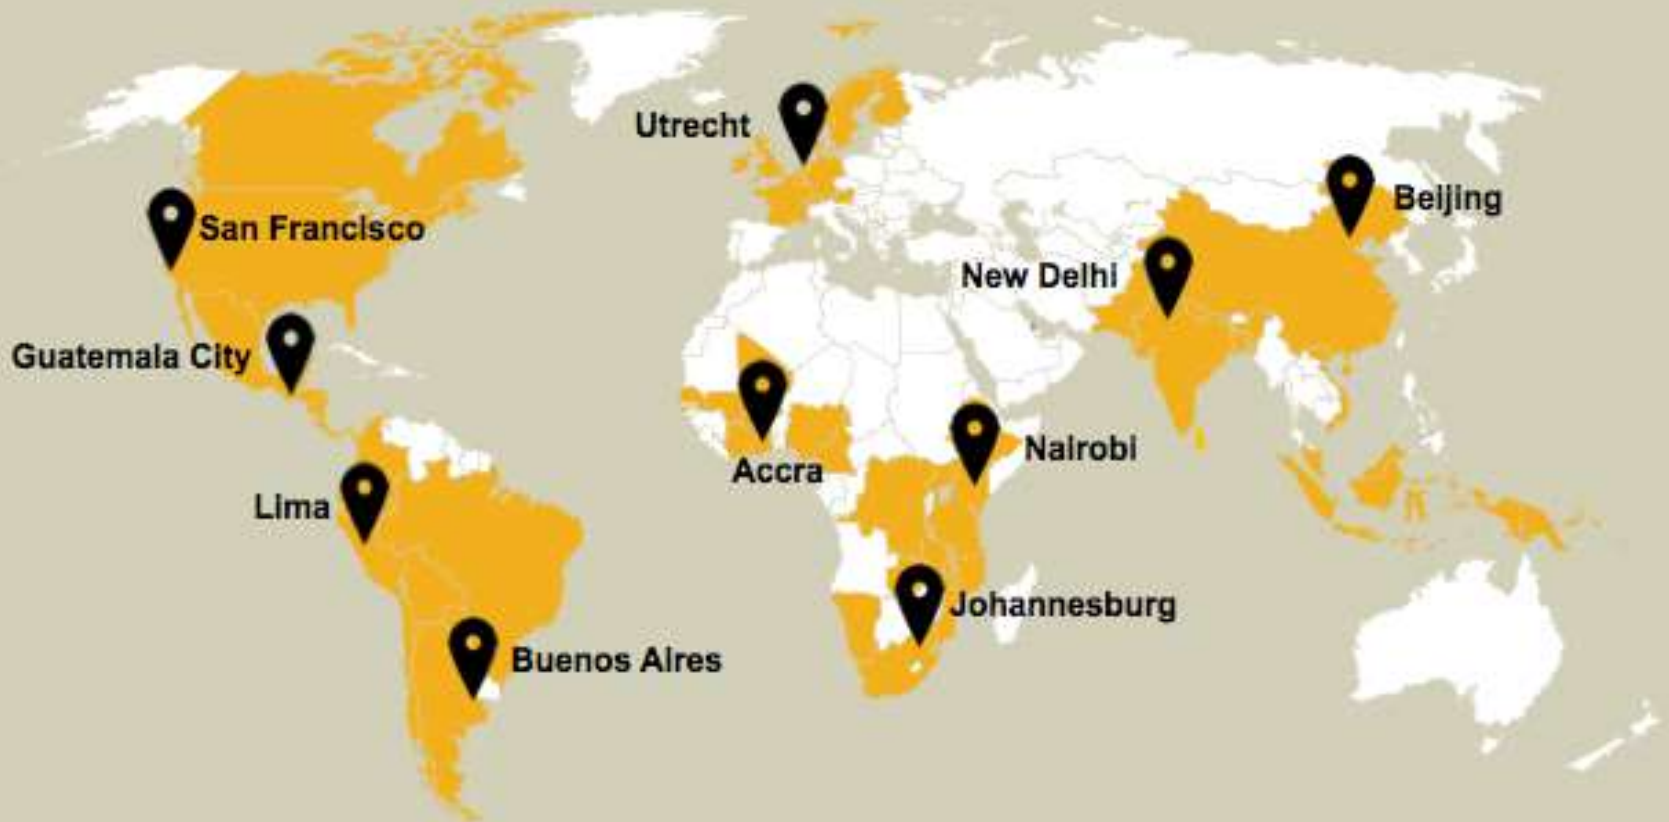 Utrecht
Beijing
San Francisco
New Delhi
Guatemala City
Nairobi
Accra
Lima
Johannesburg
Buenos Aires